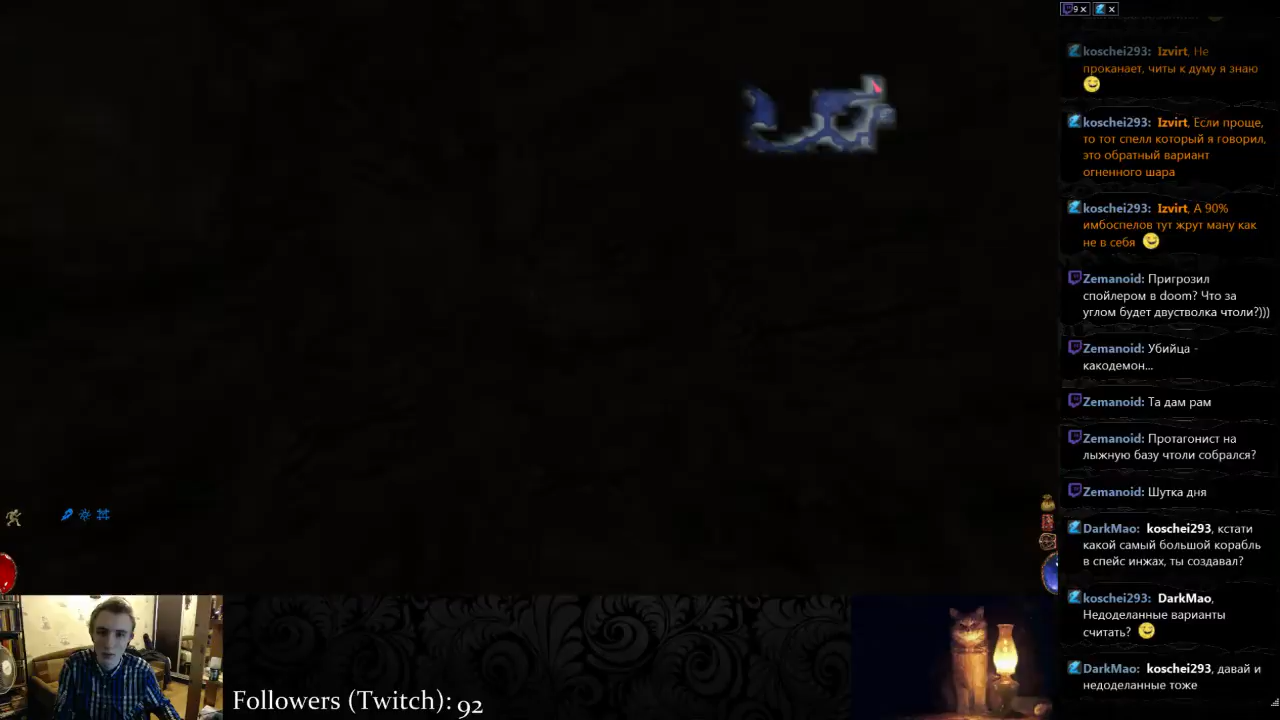 9 × ×
koschei293: Izvirt, Не
проканает, читы к думу я знаю
koschei293: Izvirt, Если проще,
то тот спелл который я говорил,
это обратный вариант
огненного шара
koschei293: Izvirt, А 90%
имбоспелов тут жрут ману как
не в себя
Zemanoid: Пригрозил
спойлером в doom? Что за
углом будет двустволка чтоли?)))
Zemanoid: Убийца -
какодемон...
Zemanoid: Та дам рам
Zemanoid: Протагонист на
лыжную базу чтоли собрался?
Zemanoid: Шутка дня
DarkMao: koschei293, кстати
какой самый большой корабль
в спейс инжах, ты создавал?
koschei293: DarkMao,
Недоделанные варианты
считать?
DarkMao: koschei293, давай и
недоделанные тоже
Followers (Twitch): 92